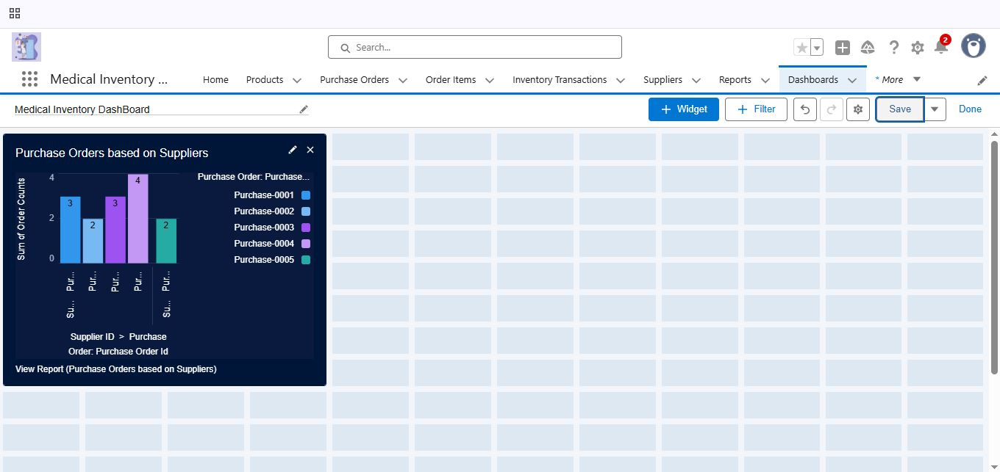 Search...
2
Medical Inventory ...
Home
Products
Purchase Orders
Order Items
Inventory Transactions
Suppliers
Reports
Dashboards
* More
Medical Inventory DashBoard
+ Widget
+ Filter
Save
Done
Purchase Orders based on Suppliers
Sum of Order Counts
4
2
0
3
2
3
4
2
Pur...
Pur...
Pur...
Pur...
Pur...
Su...
Su...
Supplier ID > Purchase
Order: Purchase Order Id
Purchase Order: Purchase...
Purchase-0001
Purchase-0002
Purchase-0003
Purchase-0004
Purchase-0005
View Report (Purchase Orders based on Suppliers)